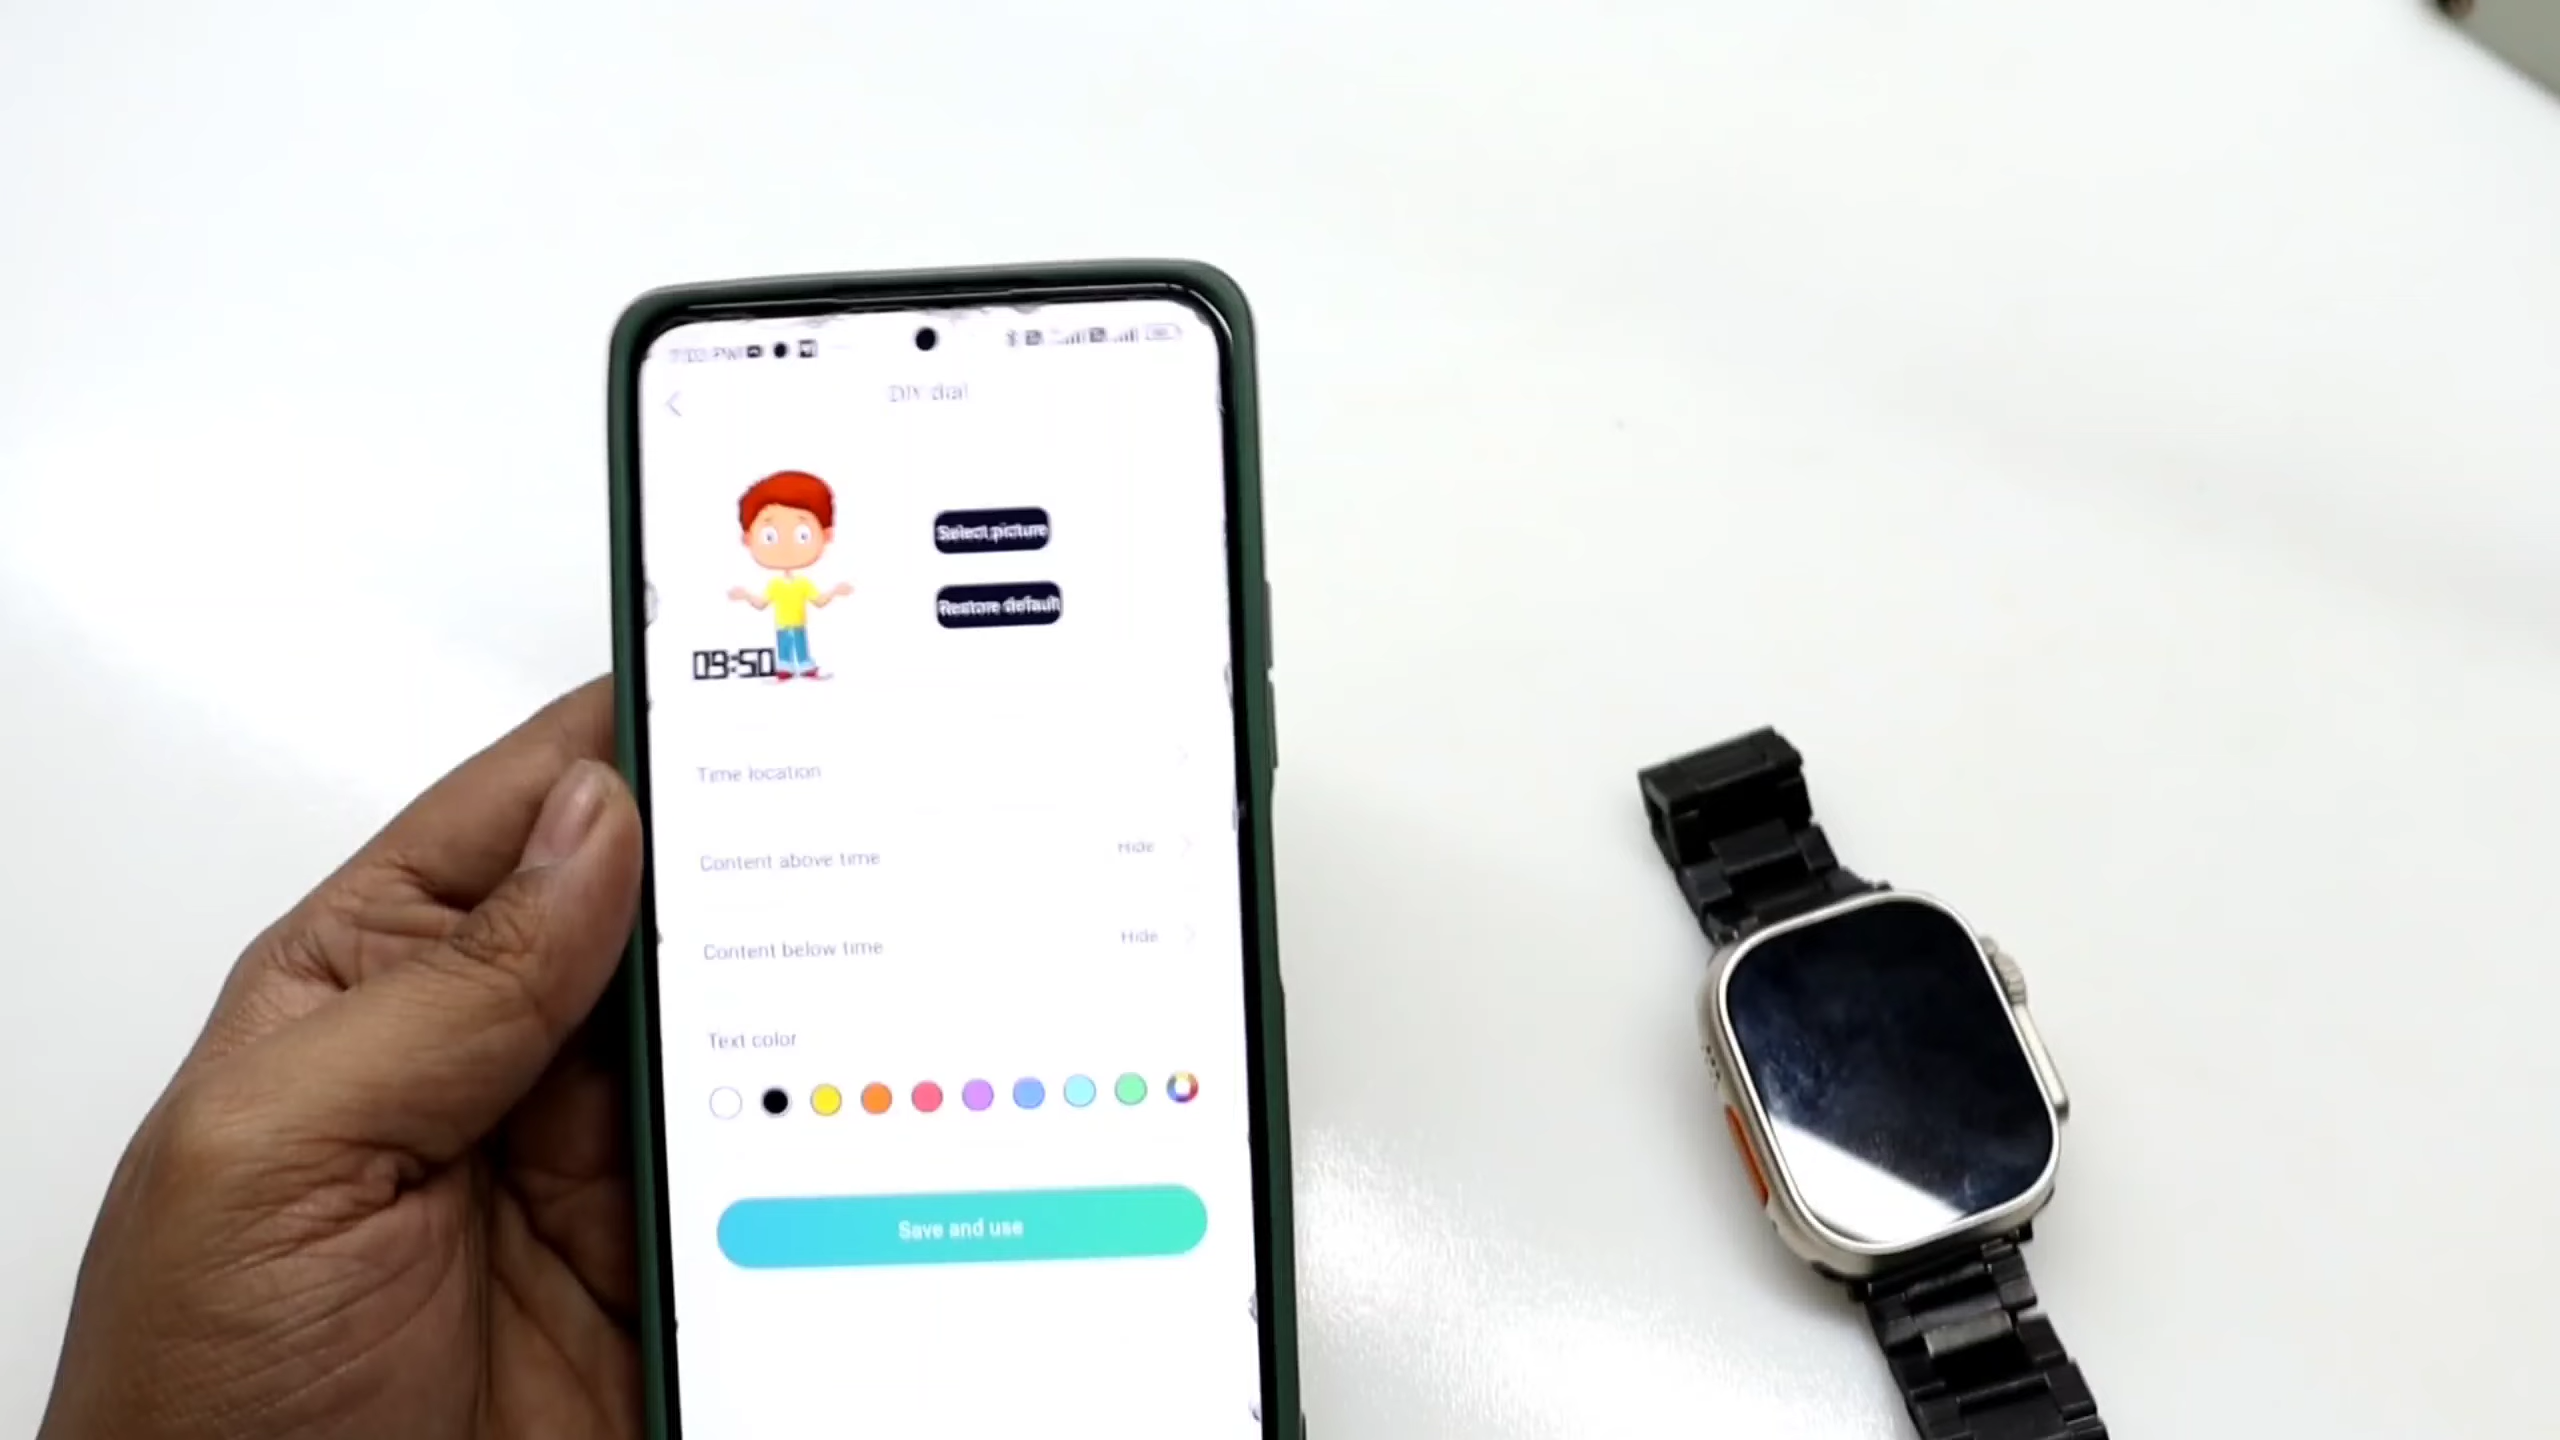 DIY dial
Select picture
Restore default
09:50
Time location
Content above time
Hide
Content below time
Hide
Text color
Save and use